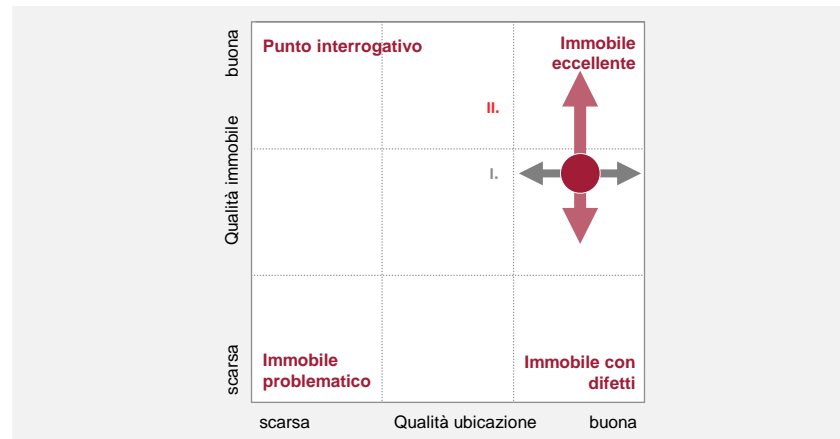 buona
Qualità immobile
scarsa
Punto interrogativo
Immobile
eccellente
II.
I.
Immobile
problematico
Immobile con
difetti
scarsa
Qualità ubicazione
buona